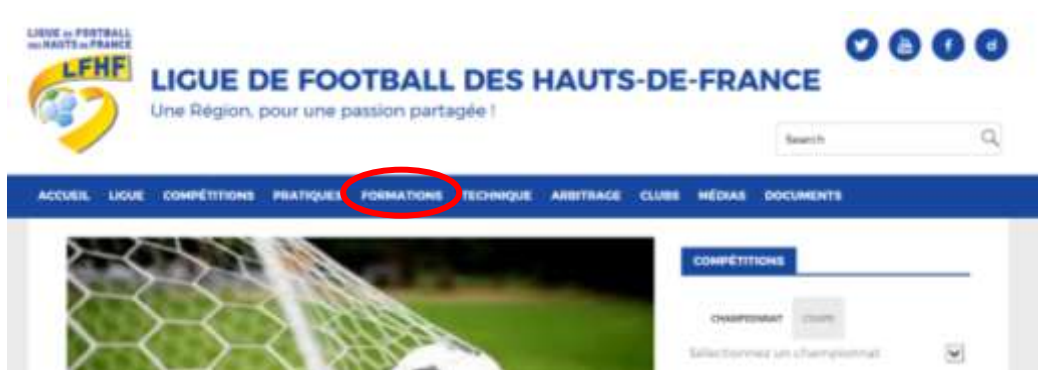 LIGUE DE FOOTBALL
DES HAUTS-DE-FRANCE
LFHF
LIGUE DE FOOTBALL DES HAUTS-DE-FRANCE
Une Région, pour une passion partagée !
Search
ACCUEIL LIGUE COMPÉTITIONS PRATIQUES FORMATIONS TECHNIQUE ARBITRAGE CLUBS MÉDIAS DOCUMENTS
COMPÉTITIONS
CHAMPIONNAT COUPE
Sélectionnez un championnat